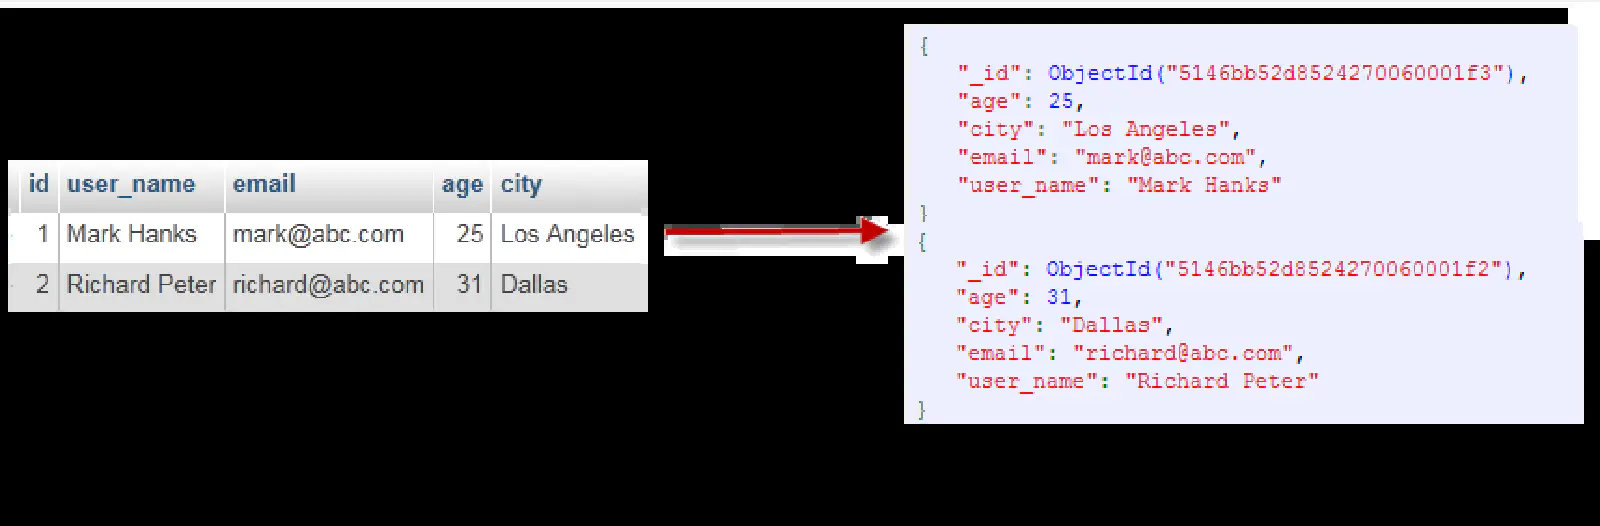 id user_name email age city
1 Mark Hanks mark@abc.com 25 Los Angeles
2 Richard Peter richard@abc.com 31 Dallas
{
"_id": ObjectId("5146bb52d8524270060001f3"),
"age": 25,
"city": "Los Angeles",
"email": "mark@abc.com",
"user_name": "Mark Hanks"
}
{
"_id": ObjectId("5146bb52d8524270060001f2"),
"age": 31,
"city": "Dallas",
"email": "richard@abc.com",
"user_name": "Richard Peter"
}